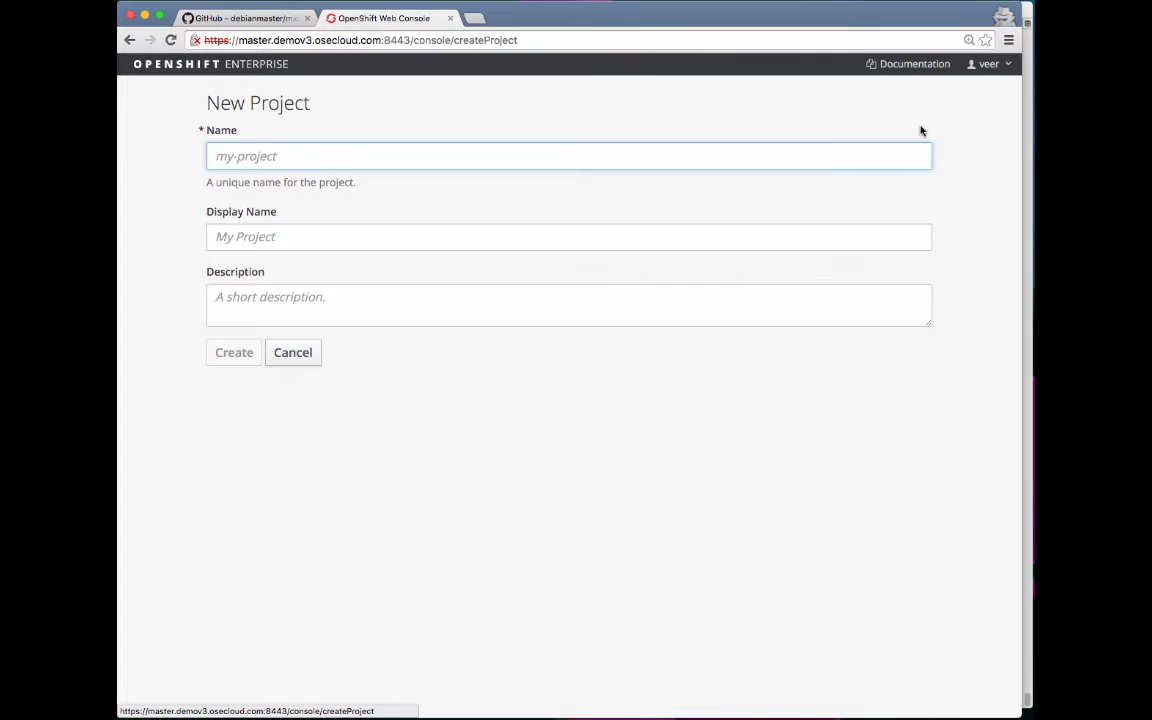 GitHub - debianmaster/mi
OpenShift Web Console
https://master.demov3.osecloud.com:8443/console/createProject
OPENSHIFT ENTERPRISE
Documentation
veer
New Project
* Name
my-project
A unique name for the project.
Display Name
My Project
Description
A short description.
Create Cancel
https://master.demov3.osecloud.com:8443/console/createProject